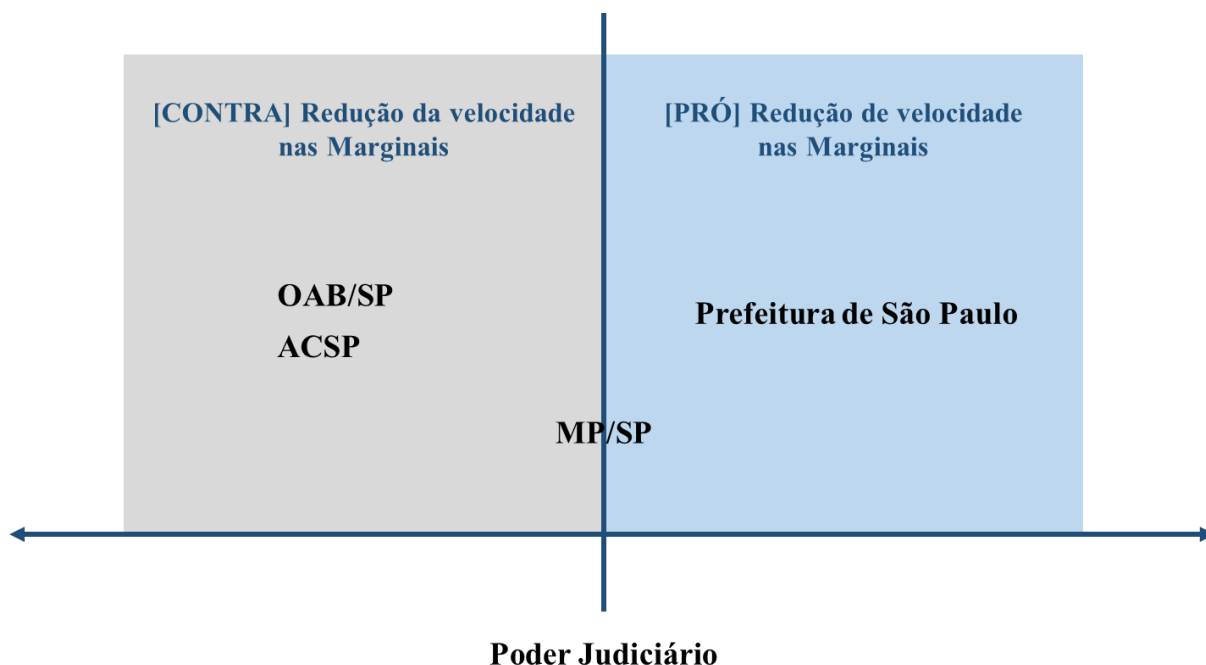 [CONTRA] Redução da velocidade
nas Marginais
[PRÓ] Redução de velocidade
nas Marginais
OAB/SP
ACSP
Prefeitura de São Paulo
MP/SP
Poder Judiciário